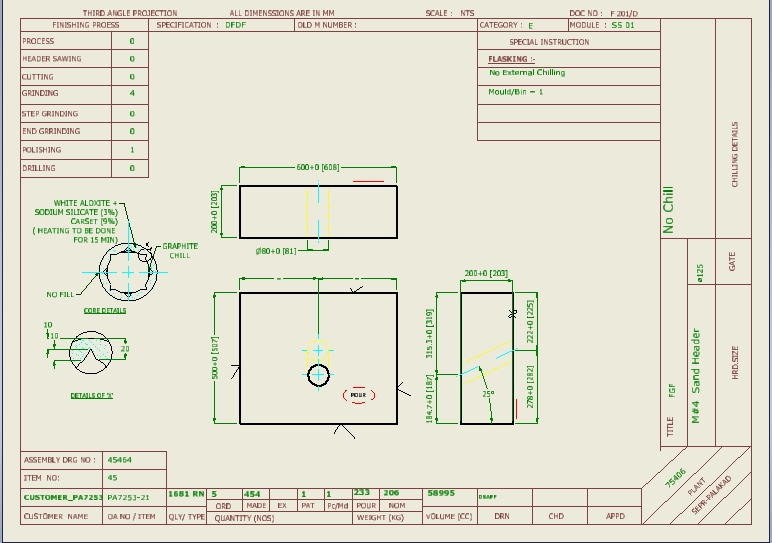 THIRD ANGLE PROJECTION ALL DIMENSSIONS ARE IN MM SCALE : NTS DOC NO : F 201/D
FINISHING PROESS SPECIFICATION : DFDF OLD M NUMBER : CATEGORY : E MODULE : SS 01
PROCESS 0
HEADER SAWING 0
CUTTING 0
GRINDING 4
STEP GRINDING 0
END GRRINDING 0
POLISHING 1
DRILLING 0
SPECIAL INSTRUCTION
FLASKING :-
No External Chilling
Mould/Bin = 1
CHILLING DETAILS
No Chill
GATE
ø125
HRD.SIZE
M#4 Sand Header
TITLE FGF
600+0 [608]
200+0 [203]
Ø80+0 [81]
WHITE ALOXITE +
SODIUM SILICATE (3%)
CARSET (9%)
( HEATING TO BE DONE
FOR 15 MIN)
GRAPHITE
CHILL
NO FILL
CORE DETAILS
10
10
20
DETAILS OF 'X'
500+0 [507]
POUR
200+0 [203]
315.3+0 [319]
184.7+0 [187]
222+0 [225]
278+0 [282]
25°
ASSEMBLY DRG NO : 45464
ITEM NO: 45
CUSTOMER_PA7253 PA7253-21 1681 RN 5 454 1 1 233 206 58995
ORD MADE EX PAT Pc/Md POUR NOM
CUSTOMER NAME OA NO / ITEM QLY/ TYPE QUANTITY (NOS) WEIGHT (KG) VOLUME (CC) DRN CHD APPD
75406
PLANT
SEPR-PALAKAD